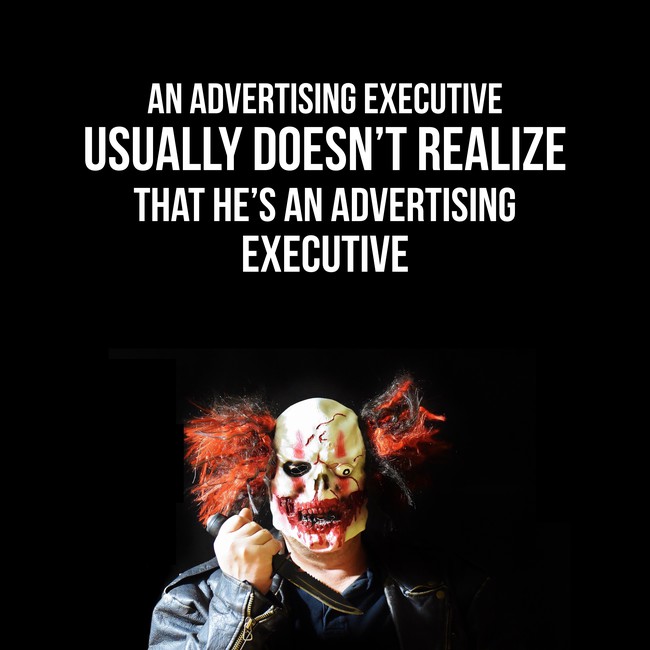 AN ADVERTISING EXECUTIVE
USUALLY DOESN’T REALIZE
THAT HE’S AN ADVERTISING
EXECUTIVE